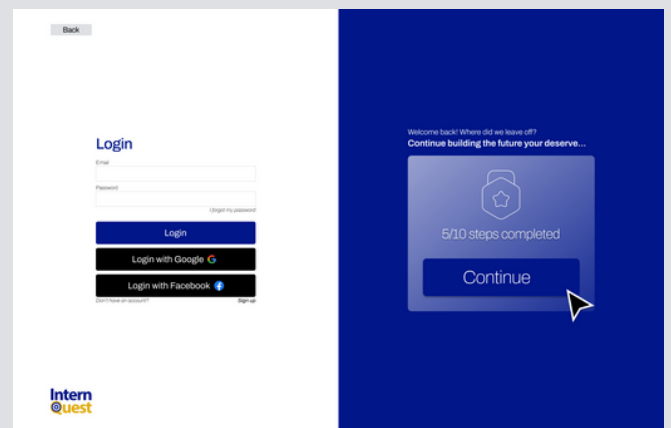 Back
Login
Email
Password
I forgot my password
Login
Login with Google
Login with Facebook
Don't have an account? Sign up
Intern
Quest
Welcome back! Where did we leave off?
Continue building the future your deserve...
5/10 steps completed
Continue